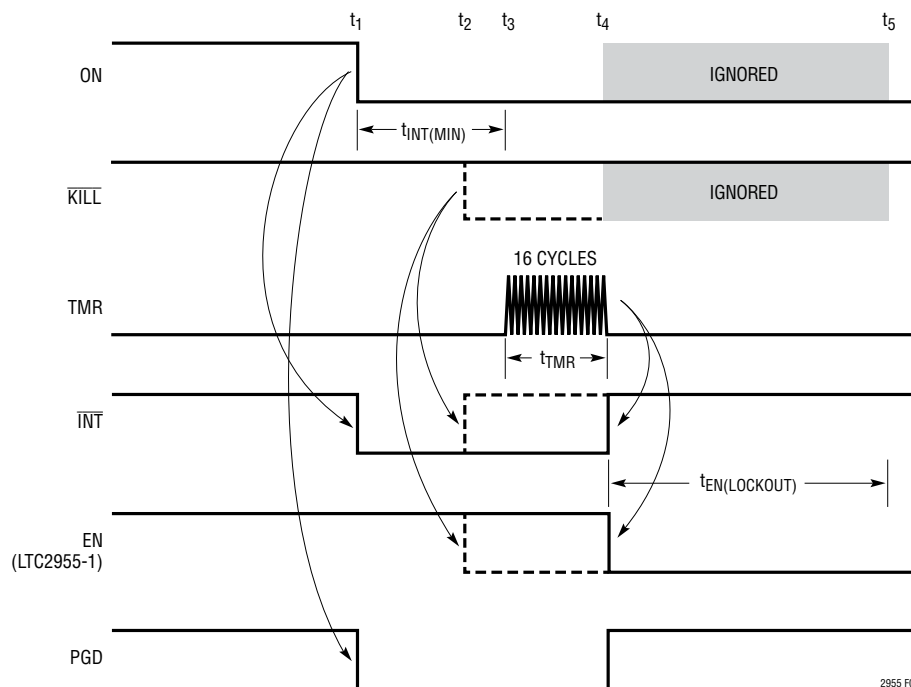 t1 t2 t3 t4 t5
ON
IGNORED
tINT(MIN)
KILL
IGNORED
16 CYCLES
TMR
tTMR
INT
tEN(LOCKOUT)
EN
(LTC2955-1)
PGD